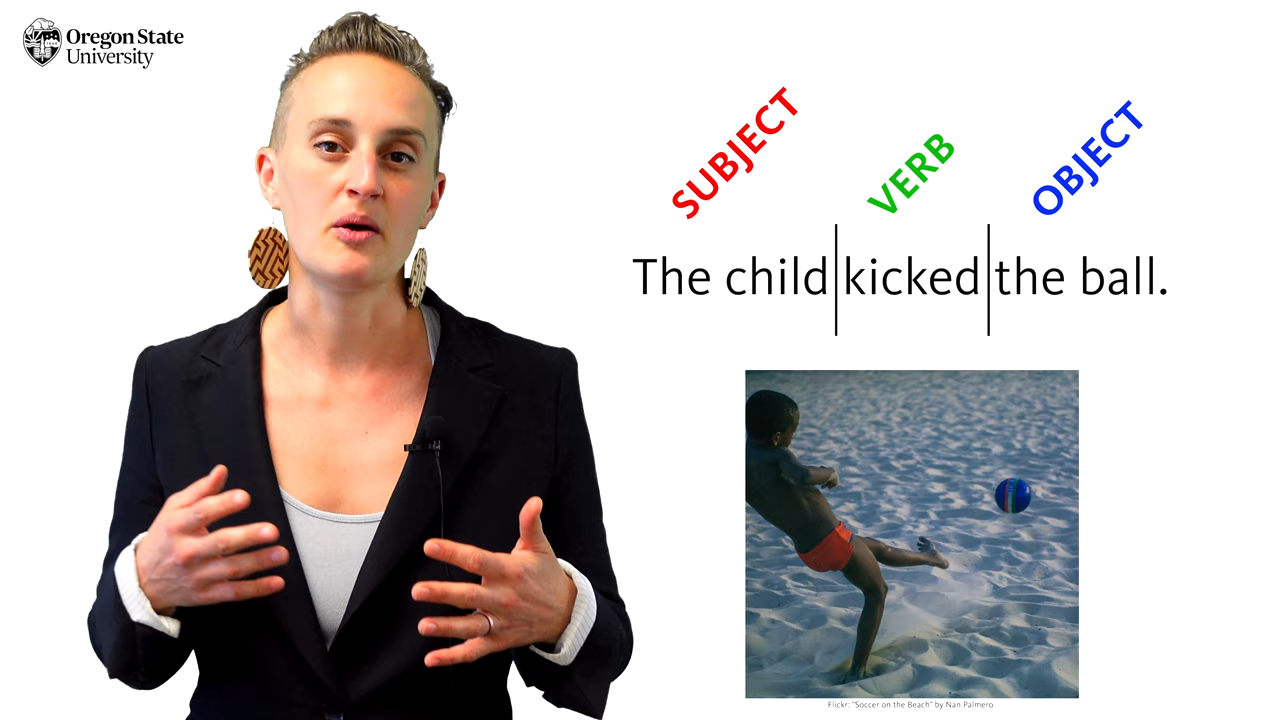 Oregon State
University
SUBJECT
VERB
OBJECT
The child kicked the ball.
Flickr: "Soccer on the Beach" by Nan Palmero